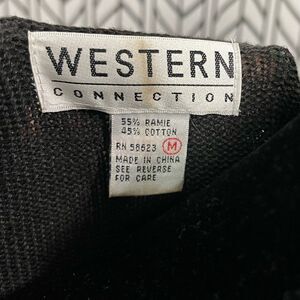 WESTERN
CONNECTION
55% RAMIE
45% COTTON
RN 58623 M
MADE IN CHINA
SEE REVERSE
FOR CARE